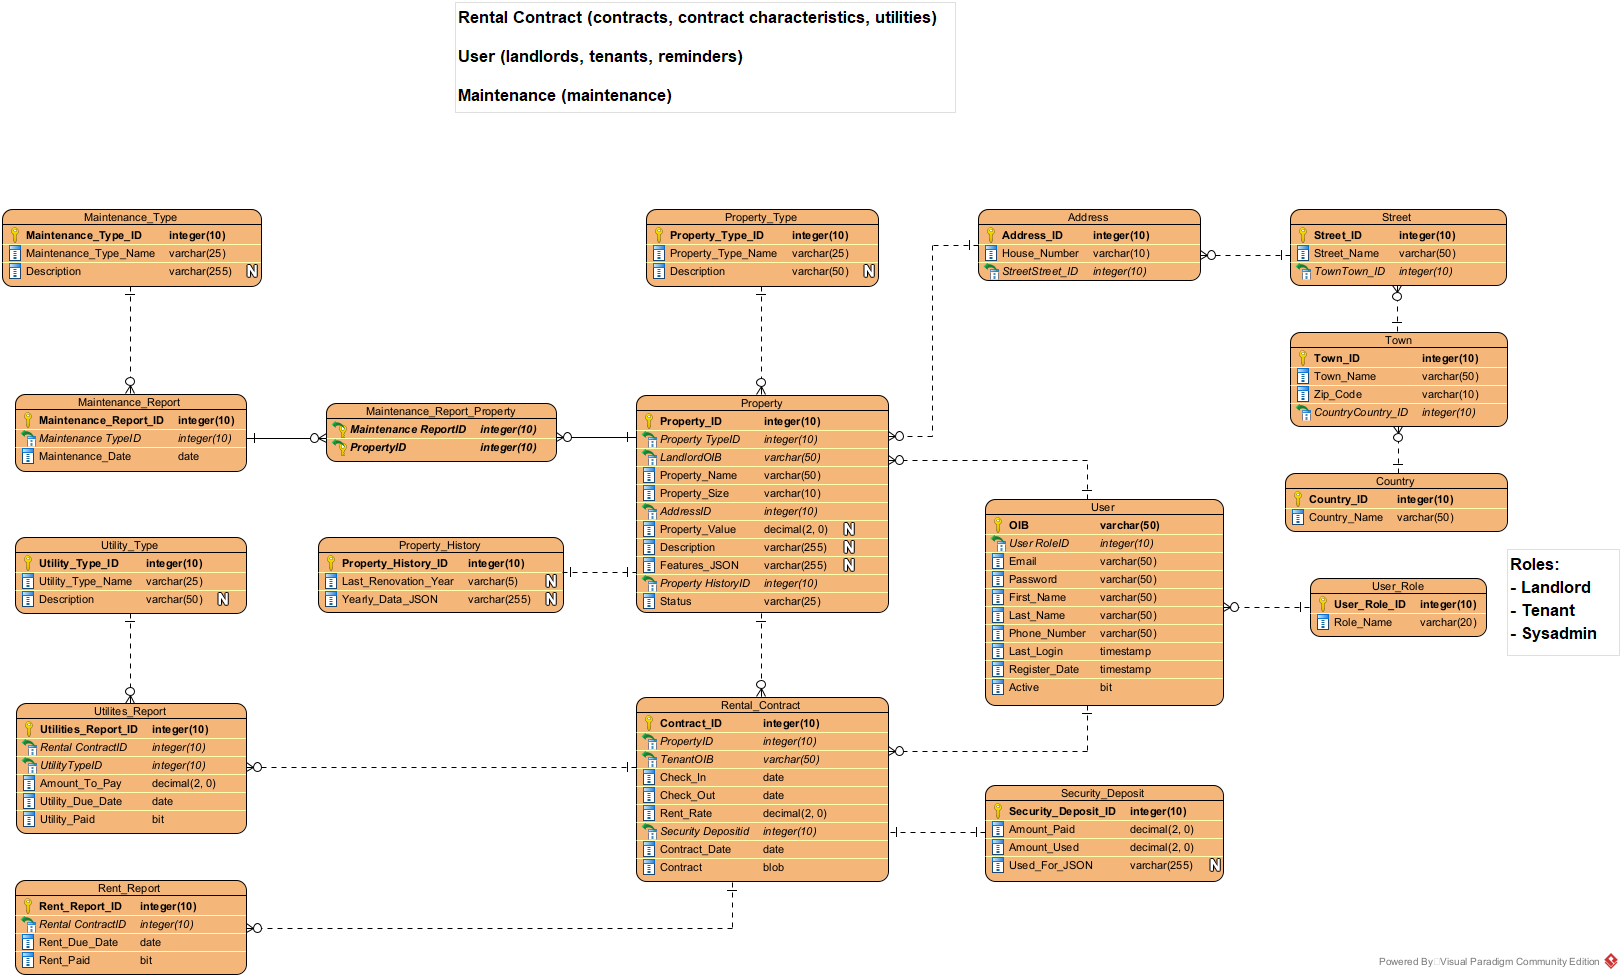 Rental Contract (contracts, contract characteristics, utilities)
User (landlords, tenants, reminders)
Maintenance (maintenance)
Maintenance_Type
Maintenance_Type_ID integer(10)
Maintenance_Type_Name varchar(25)
Description varchar(255) N
Property_Type
Property_Type_ID integer(10)
Property_Type_Name varchar(25)
Description varchar(50) N
Address
Address_ID integer(10)
House_Number varchar(10)
StreetStreet_ID integer(10)
Street
Street_ID integer(10)
Street_Name varchar(50)
TownTown_ID integer(10)
Town
Town_ID integer(10)
Town_Name varchar(50)
Zip_Code varchar(10)
CountryCountry_ID integer(10)
Country
Country_ID integer(10)
Country_Name varchar(50)
Maintenance_Report
Maintenance_Report_ID integer(10)
Maintenance TypeID integer(10)
Maintenance_Date date
Maintenance_Report_Property
Maintenance ReportID integer(10)
PropertyID integer(10)
Property
Property_ID integer(10)
Property TypeID integer(10)
LandlordOIB varchar(50)
Property_Name varchar(50)
Property_Size varchar(10)
AddressID integer(10)
Property_Value decimal(2, 0) N
Description varchar(255) N
Features_JSON varchar(255) N
Property HistoryID integer(10)
Status varchar(25)
User
OIB varchar(50)
User RoleID integer(10)
Email varchar(50)
Password varchar(50)
First_Name varchar(50)
Last_Name varchar(50)
Phone_Number varchar(50)
Last_Login timestamp
Register_Date timestamp
Active bit
User_Role
User_Role_ID integer(10)
Role_Name varchar(20)
Roles:
- Landlord
- Tenant
- Sysadmin
Utility_Type
Utility_Type_ID integer(10)
Utility_Type_Name varchar(25)
Description varchar(50) N
Property_History
Property_History_ID integer(10)
Last_Renovation_Year varchar(5) N
Yearly_Data_JSON varchar(255) N
Utilites_Report
Utilities_Report_ID integer(10)
Rental ContractID integer(10)
UtilityTypeID integer(10)
Amount_To_Pay decimal(2, 0)
Utility_Due_Date date
Utility_Paid bit
Rental_Contract
Contract_ID integer(10)
PropertyID integer(10)
TenantOIB varchar(50)
Check_In date
Check_Out date
Rent_Rate decimal(2, 0)
Security Depositid integer(10)
Contract_Date date
Contract blob
Security_Deposit
Security_Deposit_ID integer(10)
Amount_Paid decimal(2, 0)
Amount_Used decimal(2, 0)
Used_For_JSON varchar(255) N
Rent_Report
Rent_Report_ID integer(10)
Rental ContractID integer(10)
Rent_Due_Date date
Rent_Paid bit
Powered By Visual Paradigm Community Edition